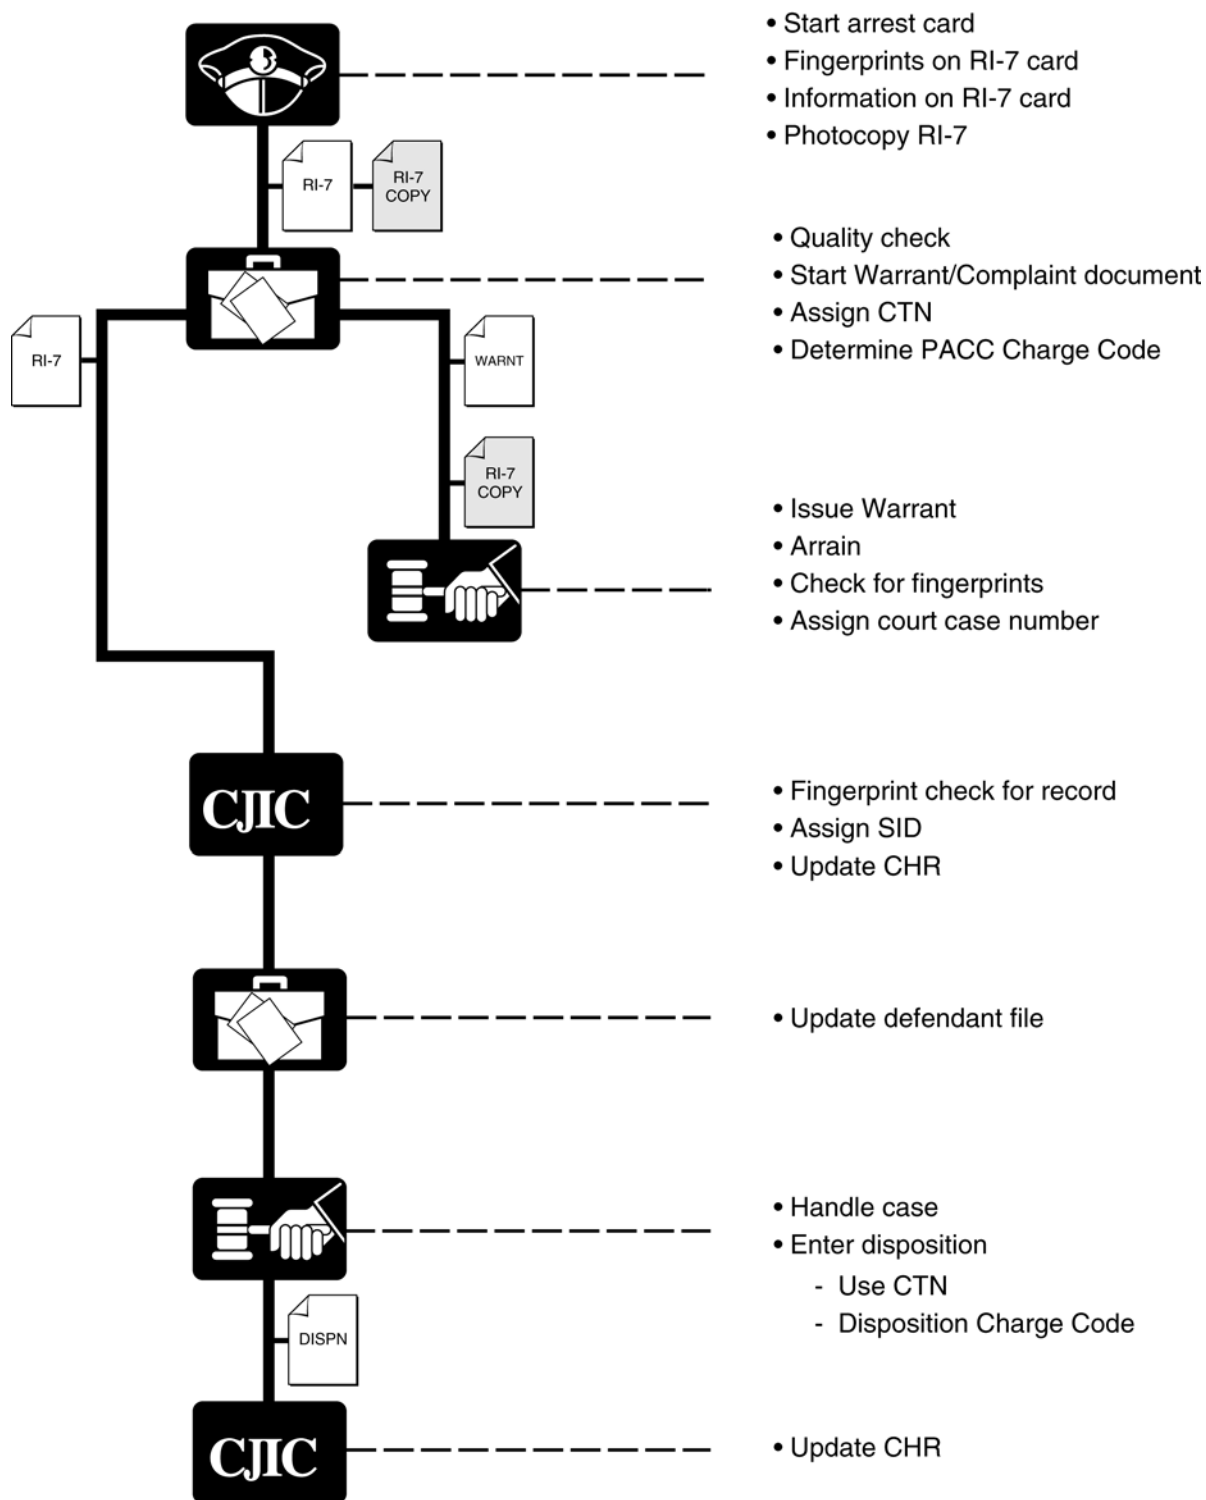 • Start arrest card
• Fingerprints on RI-7 card
• Information on RI-7 card
• Photocopy RI-7
RI-7
RI-7
COPY
• Quality check
• Start Warrant/Complaint document
• Assign CTN
• Determine PACC Charge Code
RI-7
WARNT
RI-7
COPY
• Issue Warrant
• Arrain
• Check for fingerprints
• Assign court case number
CJIC
• Fingerprint check for record
• Assign SID
• Update CHR
• Update defendant file
• Handle case
• Enter disposition
- Use CTN
- Disposition Charge Code
DISPN
CJIC
• Update CHR